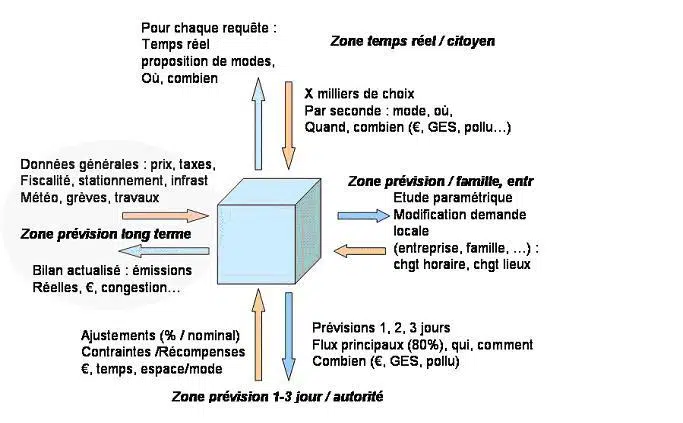 Pour chaque requête :
Temps réel
proposition de modes,
Où, combien
Zone temps réel / citoyen
X milliers de choix
Par seconde : mode, où,
Quand, combien (€, GES, pollu…)
Données générales : prix, taxes,
Fiscalité, stationnement, infrast
Météo, grèves, travaux
Zone prévision long terme
Bilan actualisé : émissions
Réelles, €, congestion…
Zone prévision / famille, entr
Etude paramétrique
Modification demande
locale
(entreprise, famille, …) :
chgt horaire, chgt lieux
Ajustements (% / nominal)
Contraintes /Récompenses
€, temps, espace/mode
Prévisions 1, 2, 3 jours
Flux principaux (80%), qui, comment
Combien (€, GES, pollu)
Zone prévision 1-3 jour / autorité